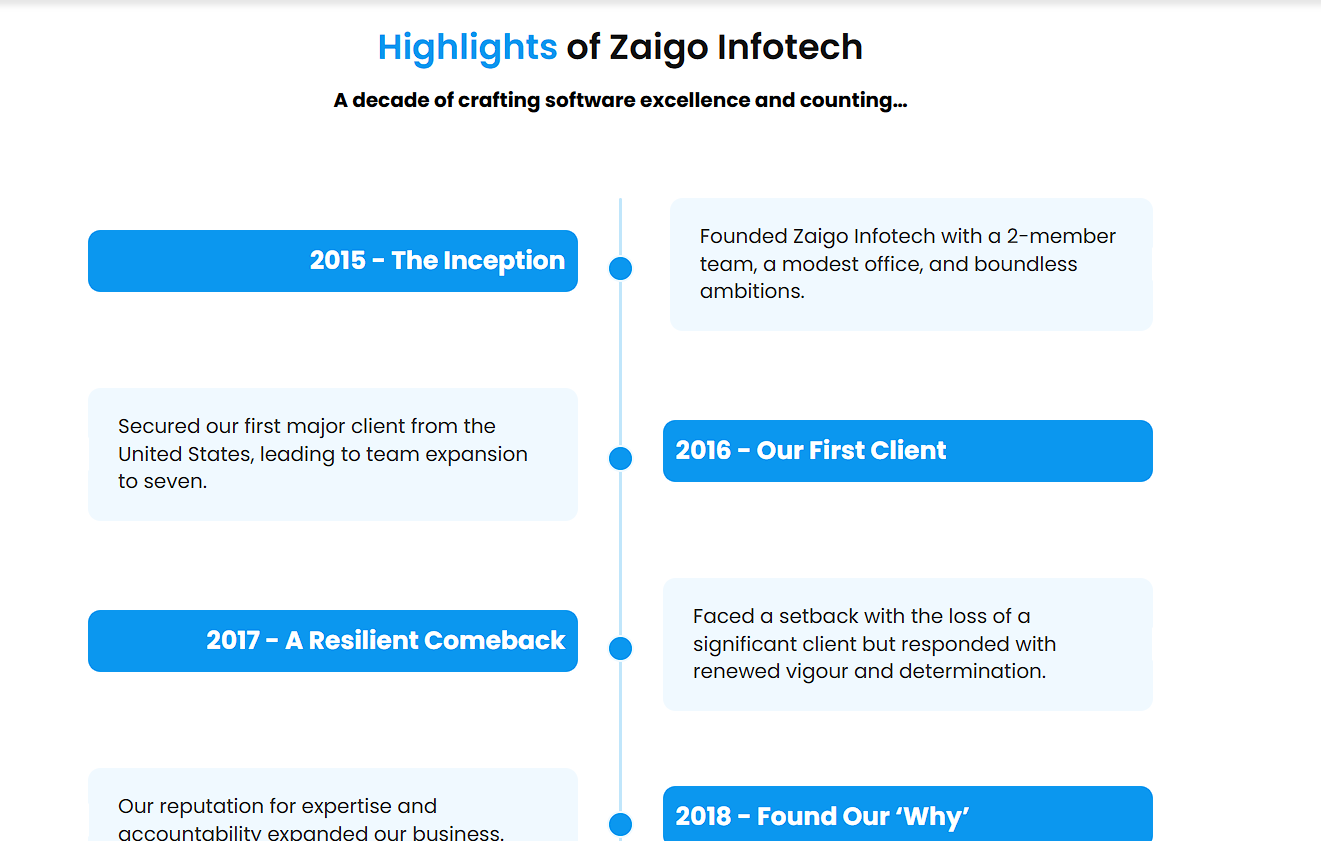 Highlights of Zaigo Infotech
A decade of crafting software excellence and counting...
2015 - The Inception
Founded Zaigo Infotech with a 2-member
team, a modest office, and boundless
ambitions.
Secured our first major client from the
United States, leading to team expansion
to seven.
2016 - Our First Client
2017 - A Resilient Comeback
Faced a setback with the loss of a
significant client but responded with
renewed vigour and determination.
Our reputation for expertise and
accountability expanded our business.
2018 - Found Our ‘Why’